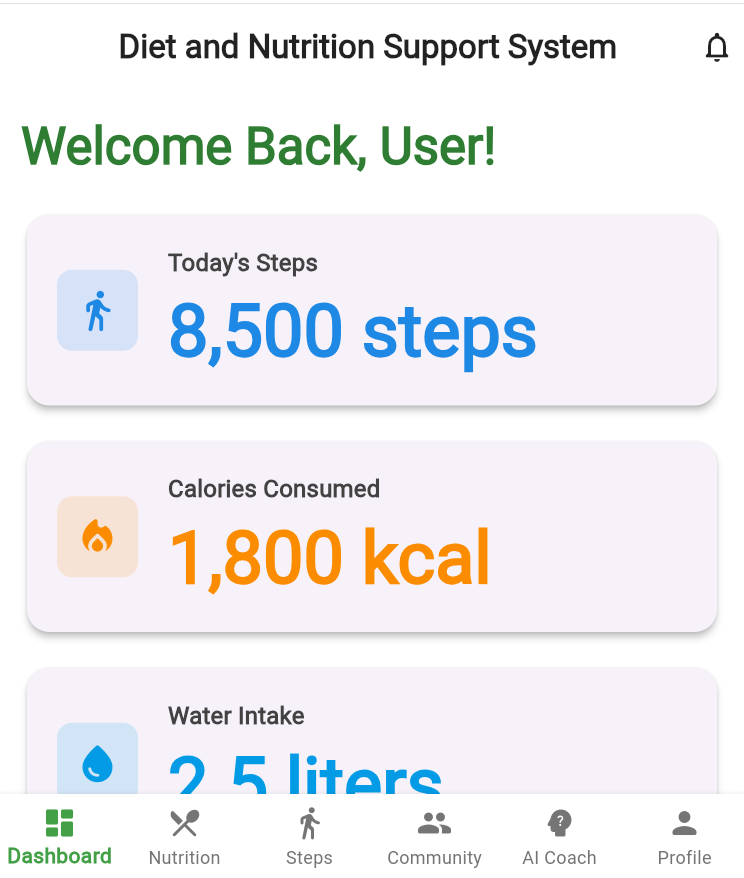 Diet and Nutrition Support System
Welcome Back, User!
Today's Steps
8,500 steps
Calories Consumed
1,800 kcal
Water Intake
2.5 liters
Dashboard
Nutrition
Steps
Community
?
AI Coach
Profile